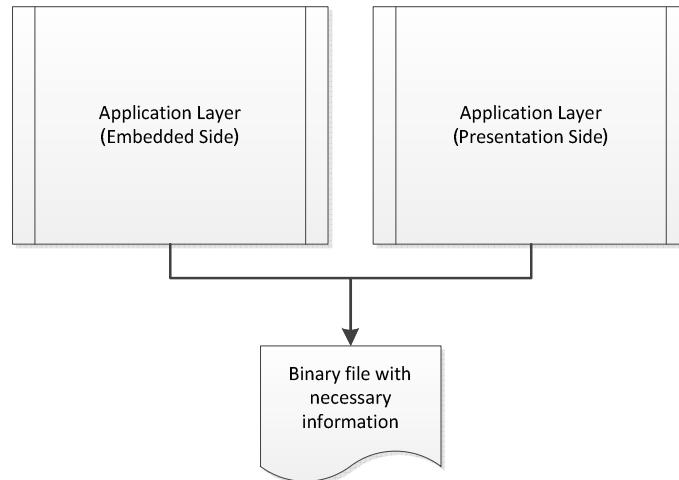 Application Layer
(Embedded Side)
Application Layer
(Presentation Side)
Binary file with
necessary
information